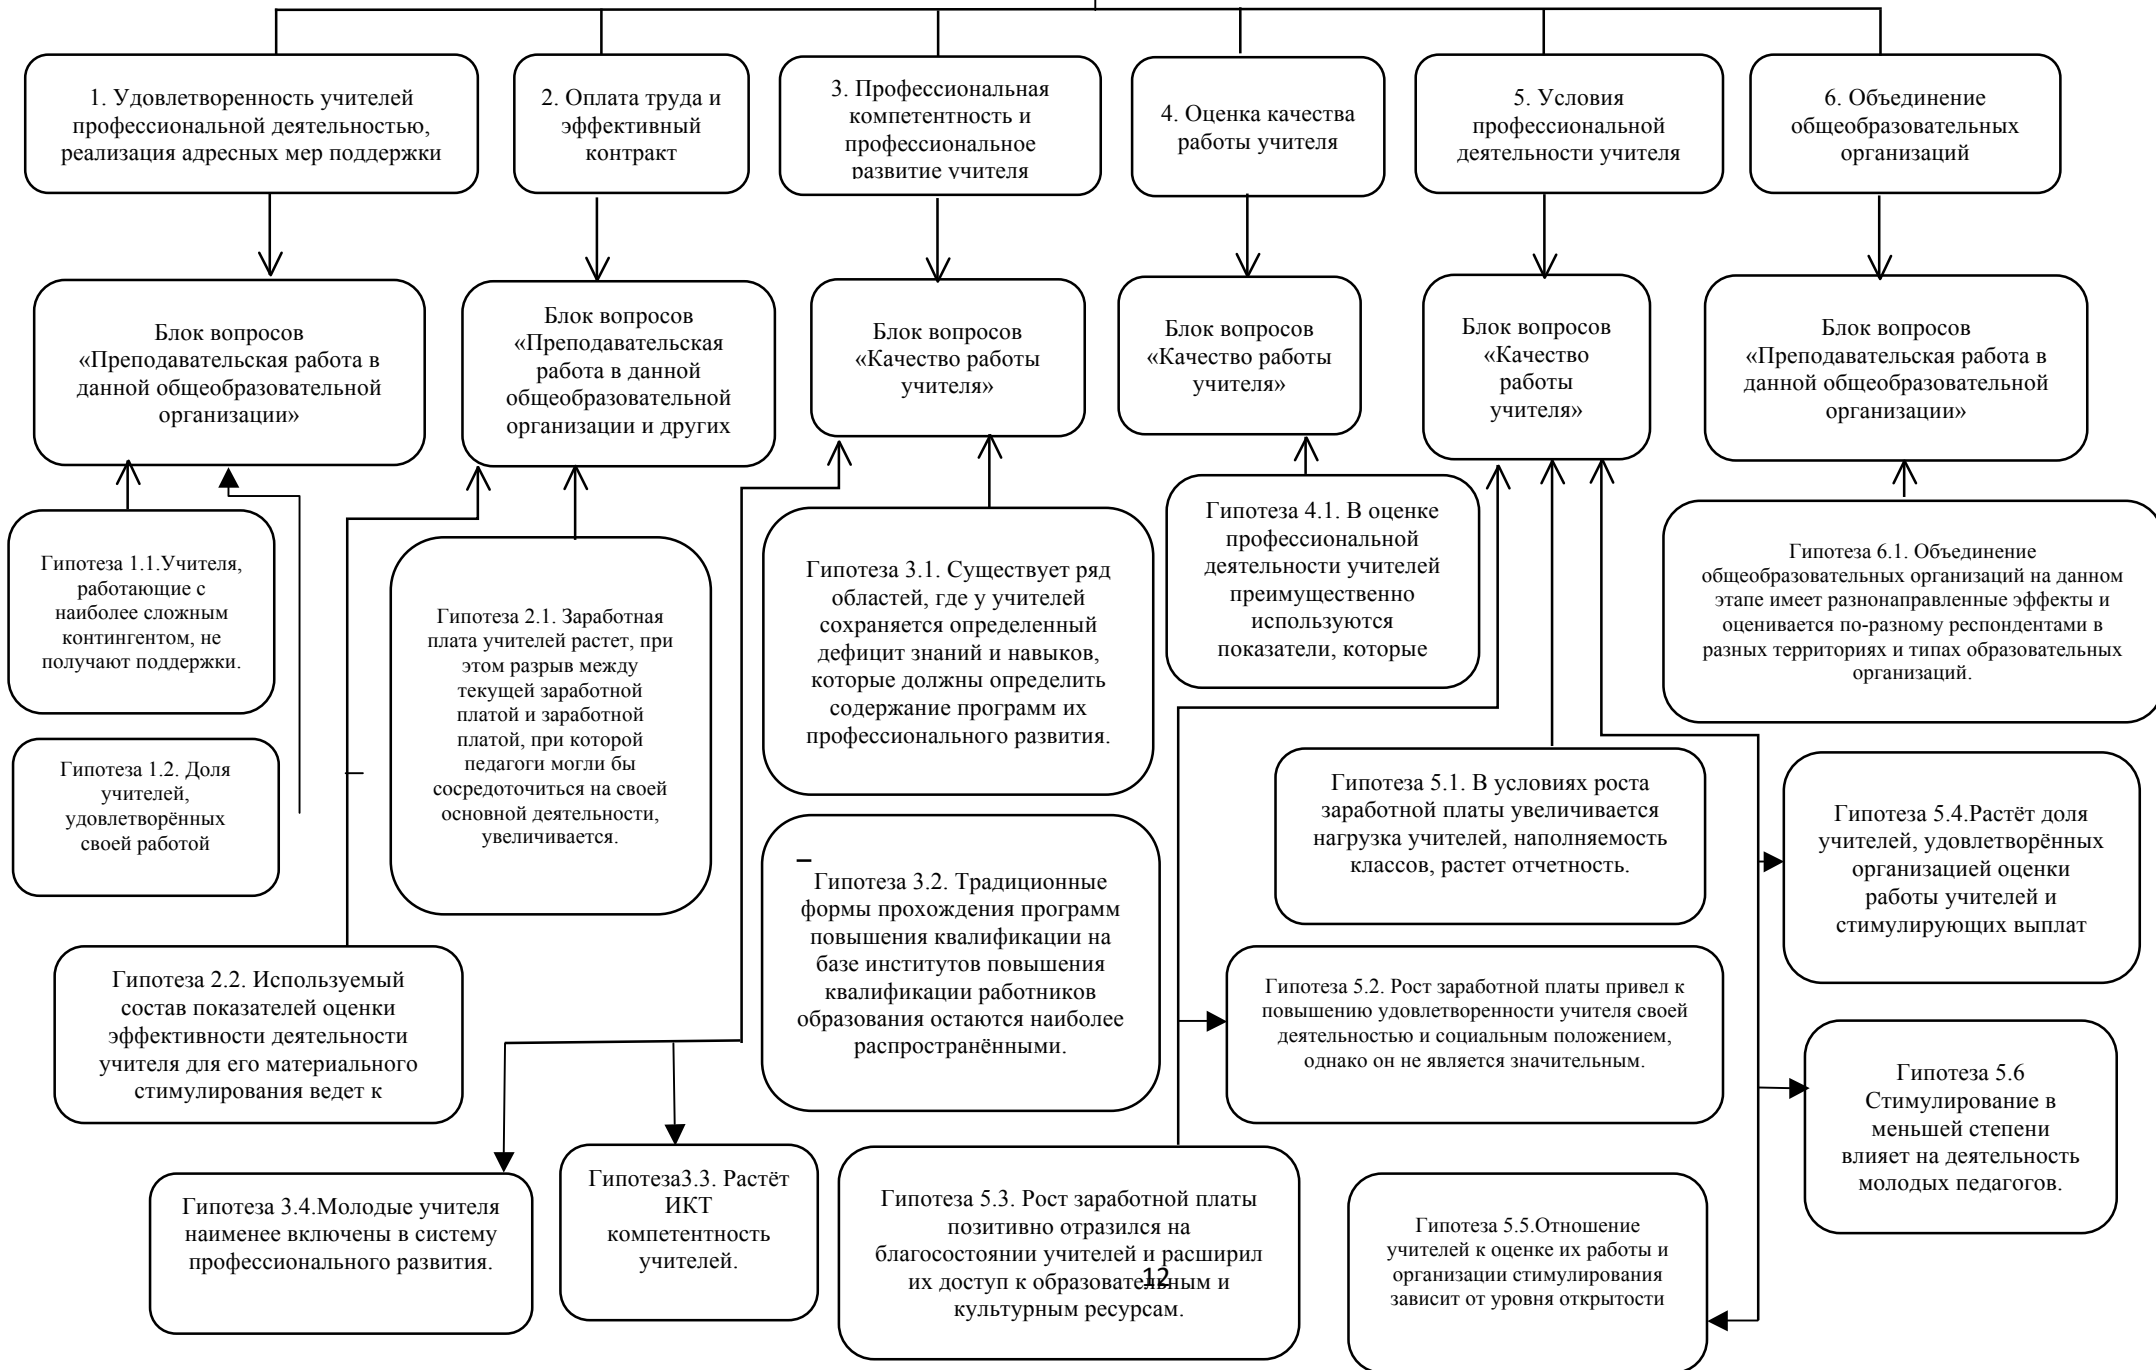 1. Удовлетворенность учителей
профессиональной деятельностью,
реализация адресных мер поддержки
2. Оплата труда и
эффективный
контракт
3. Профессиональная
компетентность и
профессиональное
развитие учителя
4. Оценка качества
работы учителя
5. Условия
профессиональной
деятельности учителя
6. Объединение
общеобразовательных
организаций
Блок вопросов
«Преподавательская работа в
данной общеобразовательной
организации»
Блок вопросов
«Преподавательская
работа в данной
общеобразовательной
организации и других
Блок вопросов
«Качество работы
учителя»
Блок вопросов
«Качество работы
учителя»
Блок вопросов
«Качество
работы
учителя»
Блок вопросов
«Преподавательская работа в
данной общеобразовательной
организации»
Гипотеза 1.1.Учителя,
работающие с
наиболее сложным
контингентом, не
получают поддержки.
Гипотеза 1.2. Доля
учителей,
удовлетворённых
своей работой
Гипотеза 2.1. Заработная
плата учителей растет, при
этом разрыв между
текущей заработной
платой и заработной
платой, при которой
педагоги могли бы
сосредоточиться на своей
основной деятельности,
увеличивается.
Гипотеза 2.2. Используемый
состав показателей оценки
эффективности деятельности
учителя для его материального
стимулирования ведет к
Гипотеза 3.1. Существует ряд
областей, где у учителей
сохраняется определенный
дефицит знаний и навыков,
которые должны определить
содержание программ их
профессионального развития.
Гипотеза 3.2. Традиционные
формы прохождения программ
повышения квалификации на
базе институтов повышения
квалификации работников
образования остаются наиболее
распространёнными.
Гипотеза3.3. Растёт
ИКТ
компетентность
учителей.
Гипотеза 3.4.Молодые учителя
наименее включены в систему
профессионального развития.
Гипотеза 4.1. В оценке
профессиональной
деятельности учителей
преимущественно
используются
показатели, которые
Гипотеза 5.1. В условиях роста
заработной платы увеличивается
нагрузка учителей, наполняемость
классов, растет отчетность.
Гипотеза 5.2. Рост заработной платы привел к
повышению удовлетворенности учителя своей
деятельностью и социальным положением,
однако он не является значительным.
Гипотеза 5.3. Рост заработной платы
позитивно отразился на
благосостоянии учителей и расширил
их доступ к образовательным и
культурным ресурсам.
Гипотеза 5.4.Растёт доля
учителей, удовлетворённых
организацией оценки
работы учителей и
стимулирующих выплат
Гипотеза 5.5.Отношение
учителей к оценке их работы и
организации стимулирования
зависит от уровня открытости
Гипотеза 5.6
Стимулирование в
меньшей степени
влияет на деятельность
молодых педагогов.
Гипотеза 6.1. Объединение
общеобразовательных организаций на данном
этапе имеет разнонаправленные эффекты и
оценивается по-разному респондентами в
разных территориях и типах образовательных
организаций.
12